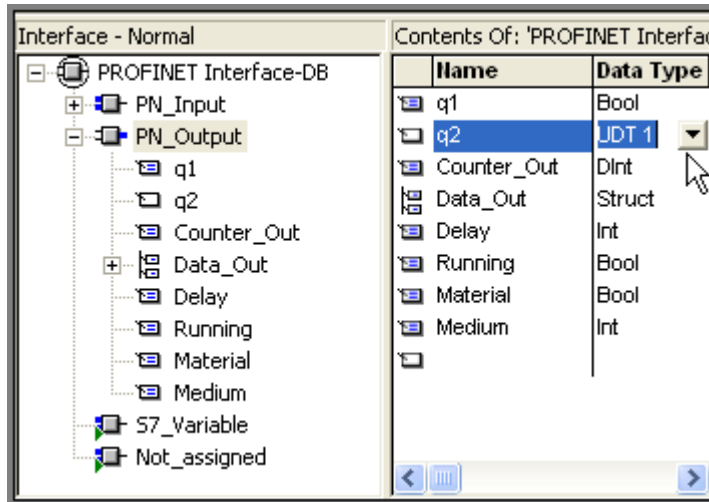 Interface - Normal
PROFINET Interface-DB
PN_Input
PN_Output
q1
q2
Counter_Out
Data_Out
Delay
Running
Material
Medium
S7_Variable
Not_assigned
Contents Of: 'PROFINET Interfac
Name Data Type
q1 Bool
q2 UDT 1
Counter_Out DInt
Data_Out Struct
Delay Int
Running Bool
Material Bool
Medium Int